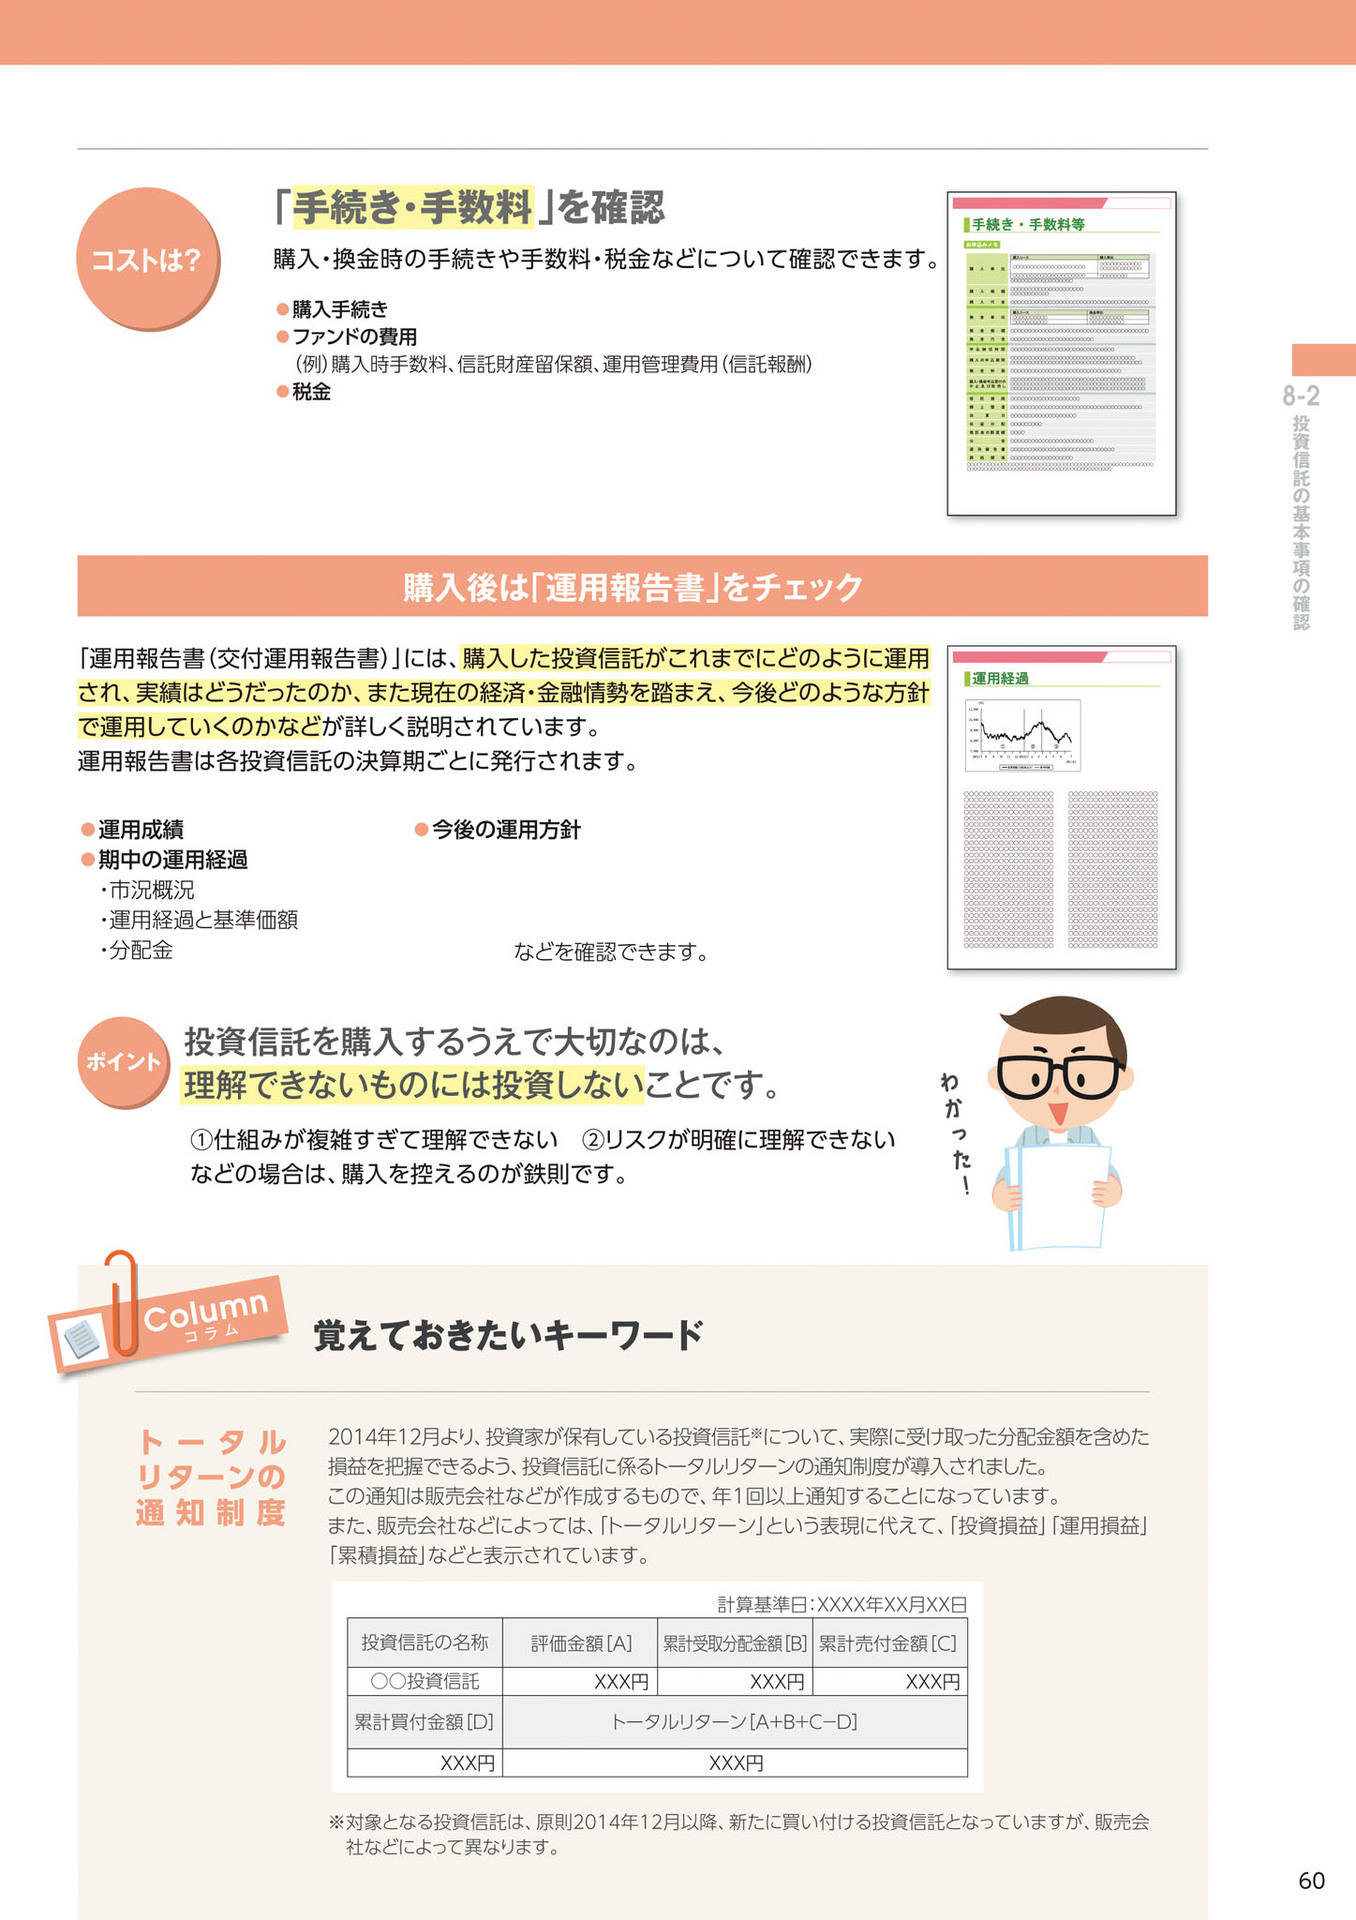 コストは?
「手続き・手数料」を確認
購入・換金時の手続きや手数料・税金などについて確認できます。
●購入手続き
●ファンドの費用
(例)購入時手数料、信託財産留保額、運用管理費用(信託報酬)
●税金
手続き・手数料等
お申込みメモ
8-2
投資信託の基本事項の確認
購入後は「運用報告書」をチェック
「運用報告書(交付運用報告書)」には、購入した投資信託がこれまでにどのように運用
され、実績はどうだったのか、また現在の経済・金融情勢を踏まえ、今後どのような方針
で運用していくのかなどが詳しく説明されています。
運用報告書は各投資信託の決算期ごとに発行されます。
●運用成績
●期中の運用経過
・市況概況
・運用経過と基準価額
・分配金
●今後の運用方針
などを確認できます。
運用経過
ポイント
投資信託を購入するうえで大切なのは、
理解できないものには投資しないことです。
①仕組みが複雑すぎて理解できない ②リスクが明確に理解できない
などの場合は、購入を控えるのが鉄則です。
わかった!
Column
コラム
覚えておきたいキーワード
トータル
リターンの
通知制度
2014年12月より、投資家が保有している投資信託※について、実際に受け取った分配金額を含めた
損益を把握できるよう、投資信託に係るトータルリターンの通知制度が導入されました。
この通知は販売会社などが作成するもので、年1回以上通知することになっています。
また、販売会社などによっては、「トータルリターン」という表現に代えて、「投資損益」「運用損益」
「累積損益」などと表示されています。
計算基準日:XXXX年XX月XX日
投資信託の名称 評価金額[A] 累計受取分配金額[B] 累計売付金額[C]
○○投資信託 XXX円 XXX円 XXX円
累計買付金額[D] トータルリターン[A+B+C−D]
XXX円 XXX円
※対象となる投資信託は、原則2014年12月以降、新たに買い付ける投資信託となっていますが、販売会
社などによって異なります。
60